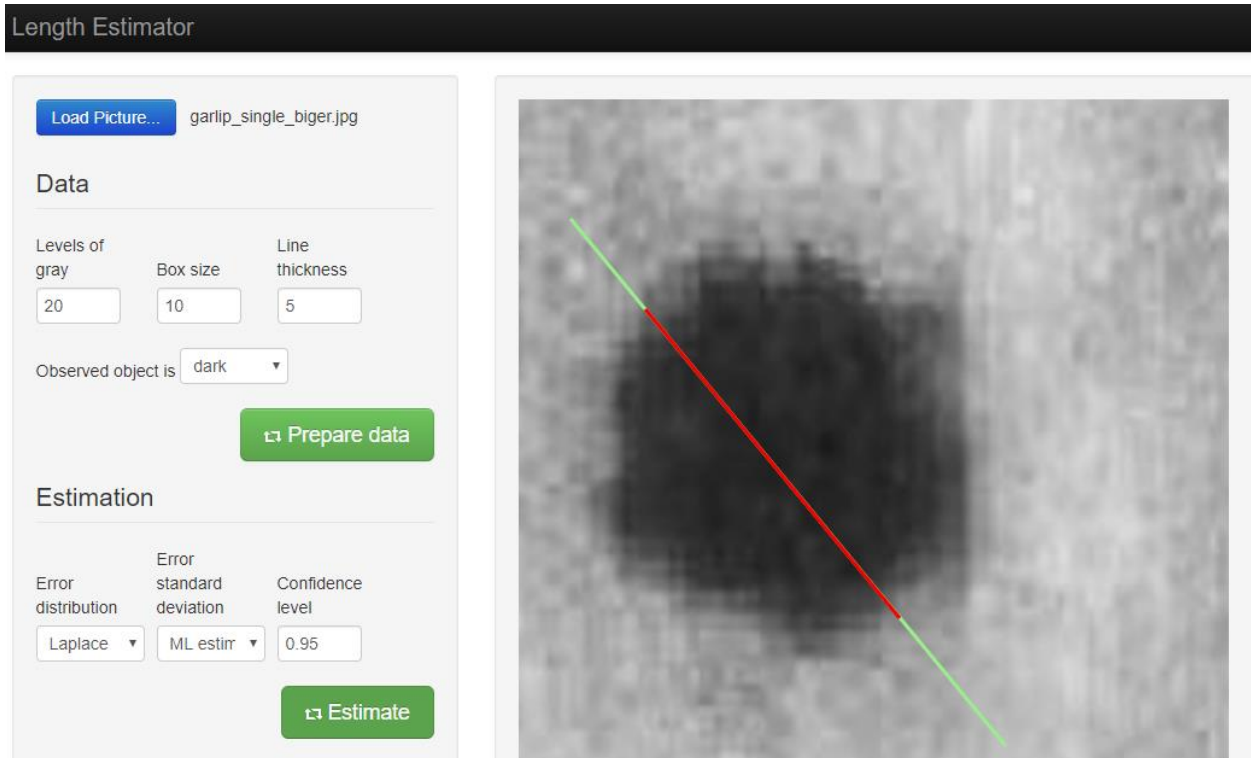 Length Estimator
Load Picture... garlip_single_biger.jpg
Data
Levels of gray
Box size
Line thickness
20 10 5
Observed object is dark
Prepare data
Estimation
Error distribution
Error standard deviation
Confidence level
Laplace ML estim 0.95
Estimate